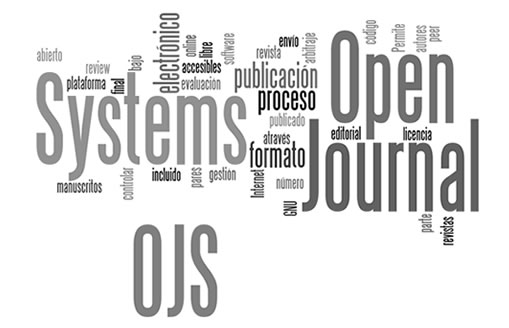 abierto
review
plataforma
final
bajo
electrónico
online
libre
accesibles
software
evaluación
envío
revista
arbitraje
publicación
proceso
publicado
código
Permite
autores
peer
Open
Systems
através
formato
editorial
licencia
Journal
manuscritos
controlar
incluido
pares
gestión
Internet
número
GNU
parte
revistas
OJS